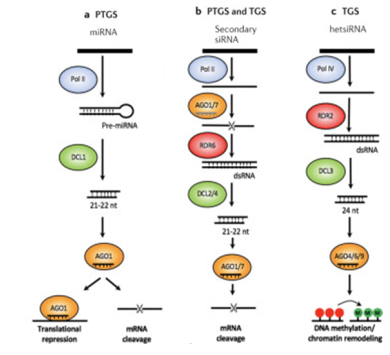 a PTGS
miRNA
Pol II
Pre-miRNA
DCL1
21-22 nt
AGO1
AGO1
Translational
repression
mRNA
cleavage
b PTGS and TGS
Secondary
siRNA
Pol II
AGO1/7
RDR6
dsRNA
DCL2/4
21-22 nt
AGO1/7
mRNA
cleavage
c TGS
hetsiRNA
Pol IV
RDR2
dsRNA
DCL3
24 nt
AGO4/6/9
M M M
DNA methylation/
chromatin remodeling